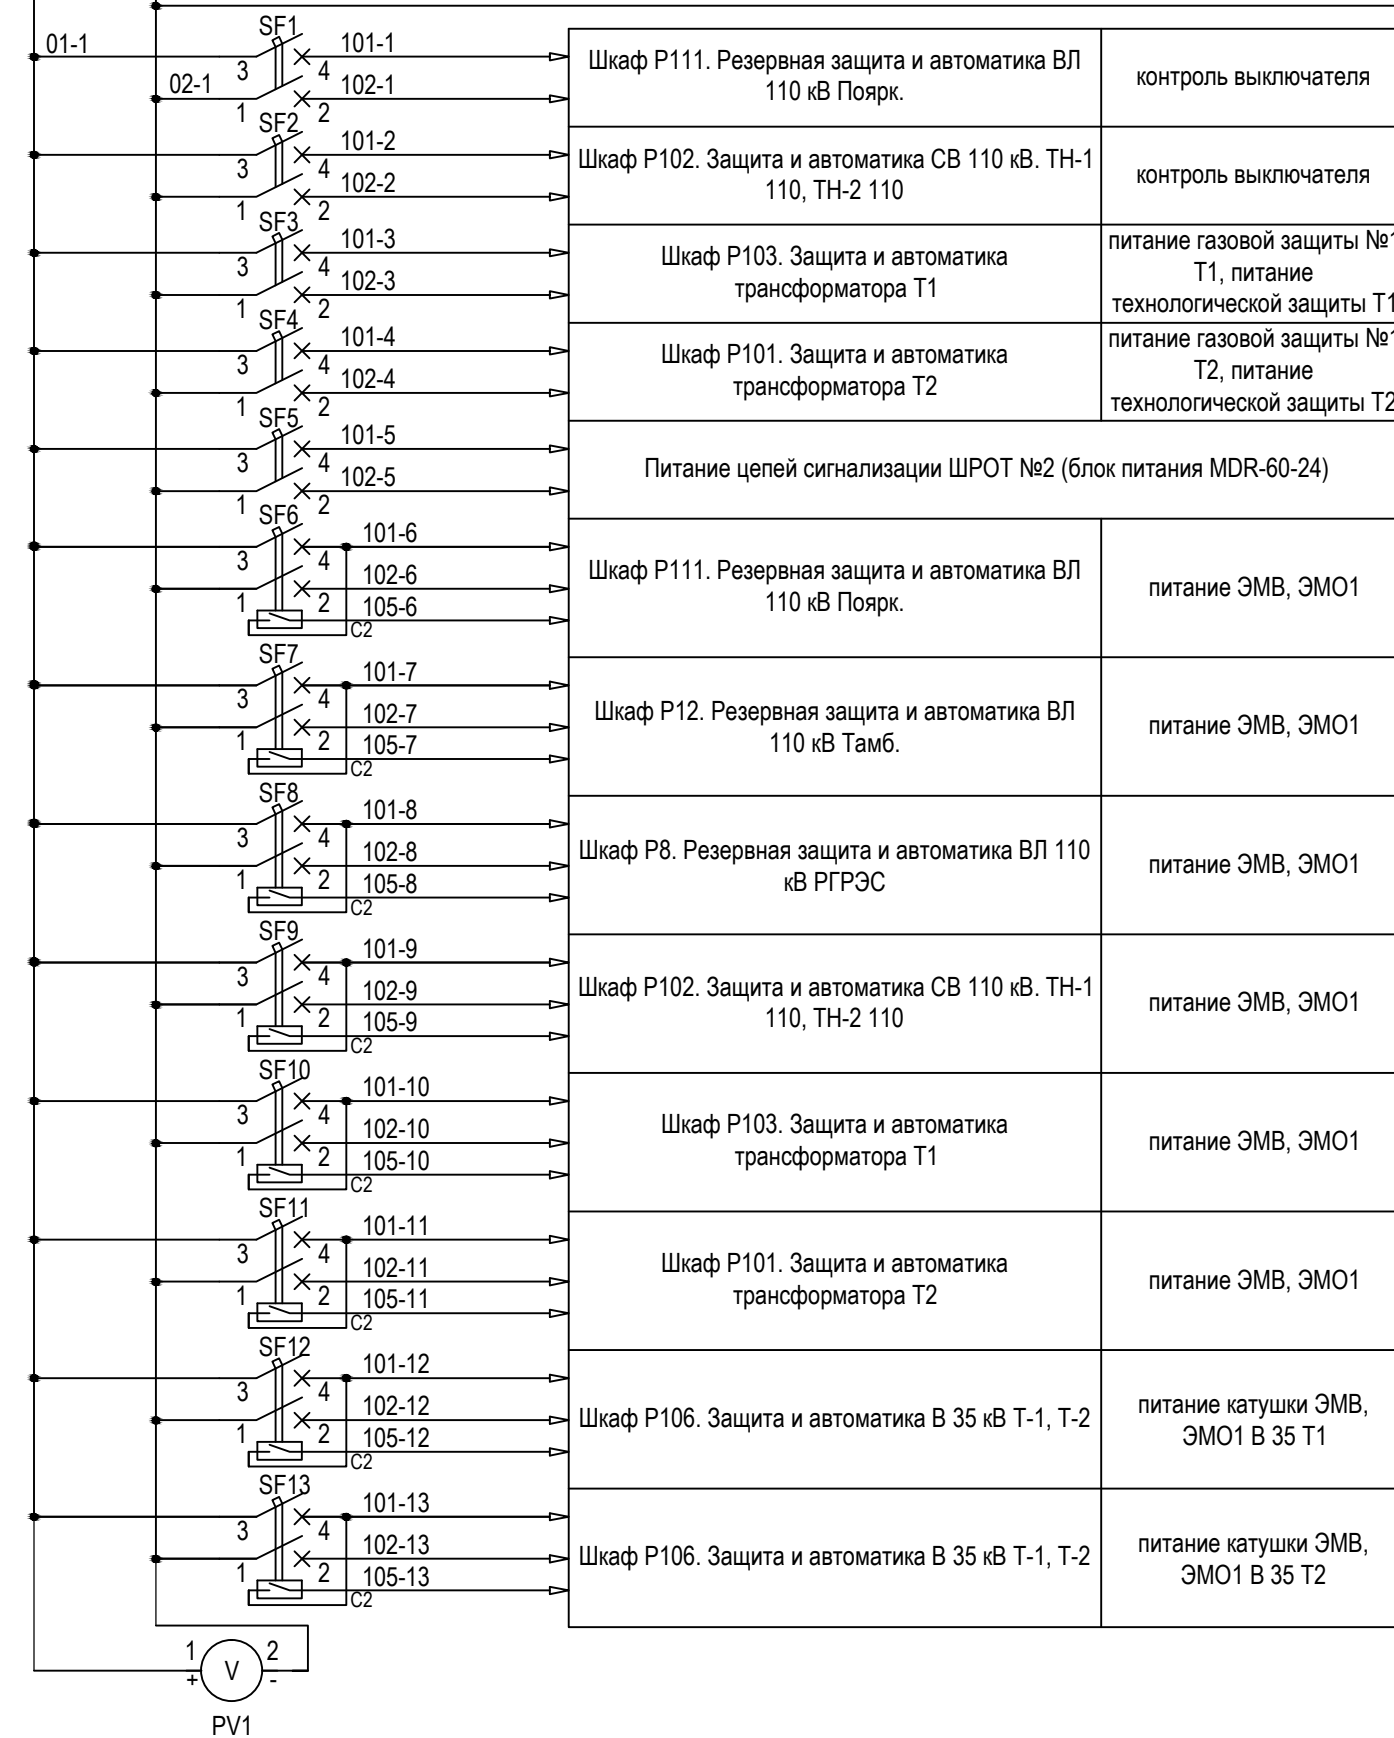 SF1
01-1
101-1
3
4
02-1
102-1
1
2
Шкаф Р111. Резервная защита и автоматика ВЛ
110 кВ Поярк.
контроль выключателя
SF2
101-2
3
4
102-2
1
2
Шкаф Р102. Защита и автоматика СВ 110 кВ. ТН-1
110, ТН-2 110
контроль выключателя
SF3
101-3
3
4
102-3
1
2
Шкаф Р103. Защита и автоматика
трансформатора Т1
питание газовой защиты №1
Т1, питание
технологической защиты Т1
SF4
101-4
3
4
102-4
1
2
Шкаф Р101. Защита и автоматика
трансформатора Т2
питание газовой защиты №1
Т2, питание
технологической защиты Т2
SF5
101-5
3
4
102-5
1
2
Питание цепей сигнализации ШРОТ №2 (блок питания MDR-60-24)
SF6
101-6
3
4
102-6
1
2
105-6
C2
Шкаф Р111. Резервная защита и автоматика ВЛ
110 кВ Поярк.
питание ЭМВ, ЭМО1
SF7
101-7
3
4
102-7
1
2
105-7
C2
Шкаф Р12. Резервная защита и автоматика ВЛ
110 кВ Тамб.
питание ЭМВ, ЭМО1
SF8
101-8
3
4
102-8
1
2
105-8
C2
Шкаф Р8. Резервная защита и автоматика ВЛ 110
кВ РГРЭС
питание ЭМВ, ЭМО1
SF9
101-9
3
4
102-9
1
2
105-9
C2
Шкаф Р102. Защита и автоматика СВ 110 кВ. ТН-1
110, ТН-2 110
питание ЭМВ, ЭМО1
SF10
101-10
3
4
102-10
1
2
105-10
C2
Шкаф Р103. Защита и автоматика
трансформатора Т1
питание ЭМВ, ЭМО1
SF11
101-11
3
4
102-11
1
2
105-11
C2
Шкаф Р101. Защита и автоматика
трансформатора Т2
питание ЭМВ, ЭМО1
SF12
101-12
3
4
102-12
1
2
105-12
C2
Шкаф Р106. Защита и автоматика В 35 кВ Т-1, Т-2
питание катушки ЭМВ,
ЭМО1 В 35 Т1
SF13
101-13
3
4
102-13
1
2
105-13
C2
Шкаф Р106. Защита и автоматика В 35 кВ Т-1, Т-2
питание катушки ЭМВ,
ЭМО1 В 35 Т2
1
2
V
+
-
PV1